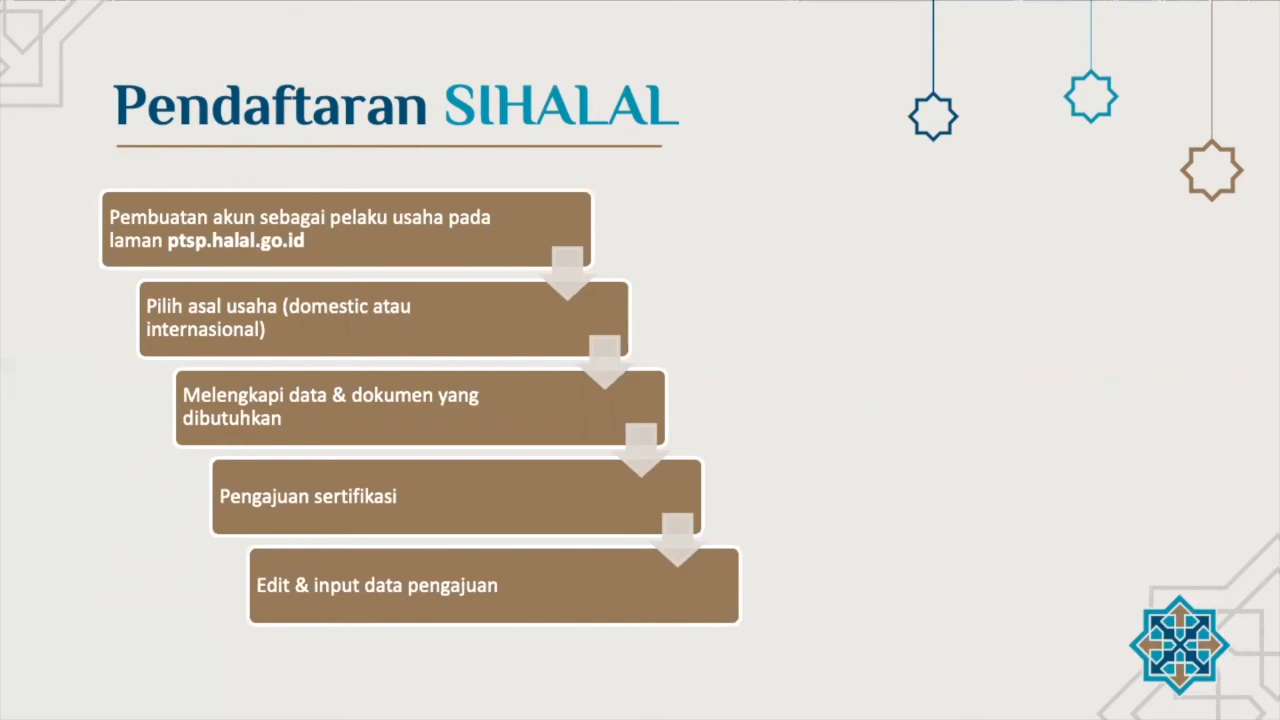 Pendaftaran SIHALAL
Pembuatan akun sebagai pelaku usaha pada
laman ptsp.halal.go.id
Pilih asal usaha (domestic atau
internasional)
Melengkapi data & dokumen yang
dibutuhkan
Pengajuan sertifikasi
Edit & input data pengajuan